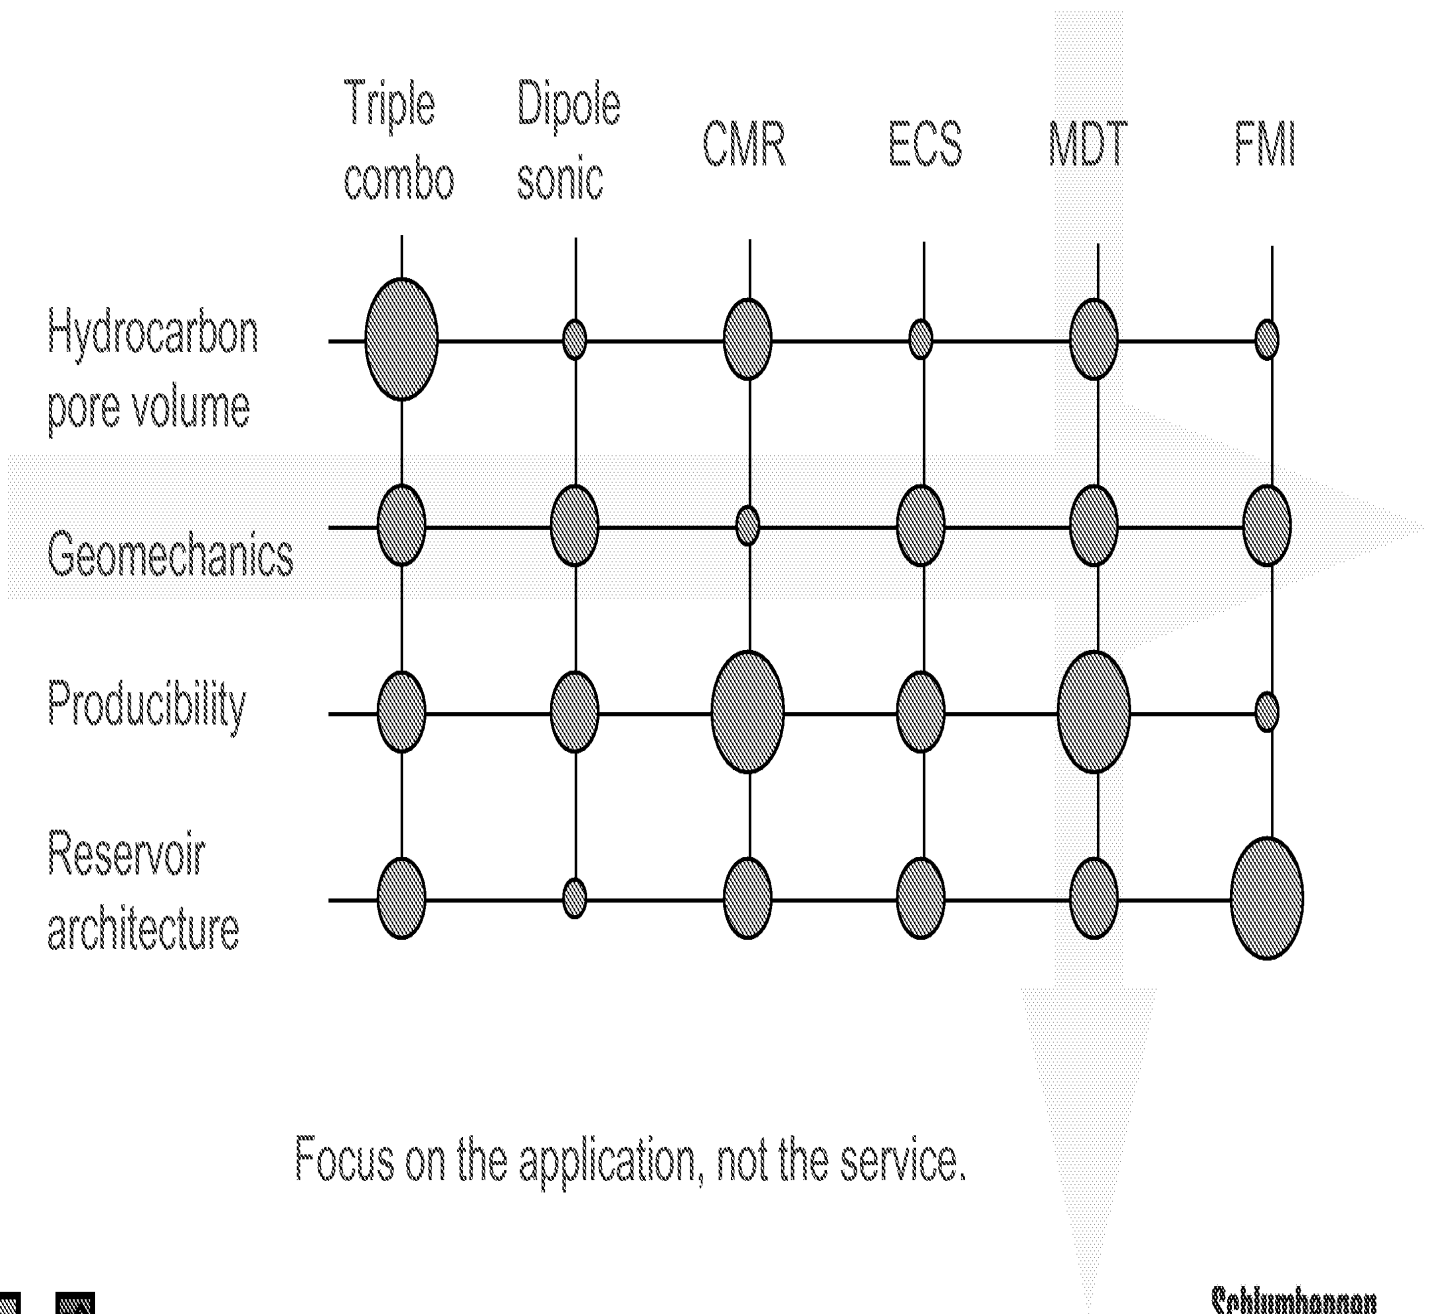 Triple
combo
Dipole
sonic
CMR
ECS
MDT
FMI
Hydrocarbon
pore volume
Geomechanics
Producibility
Reservoir
architecture
Focus on the application, not the service.